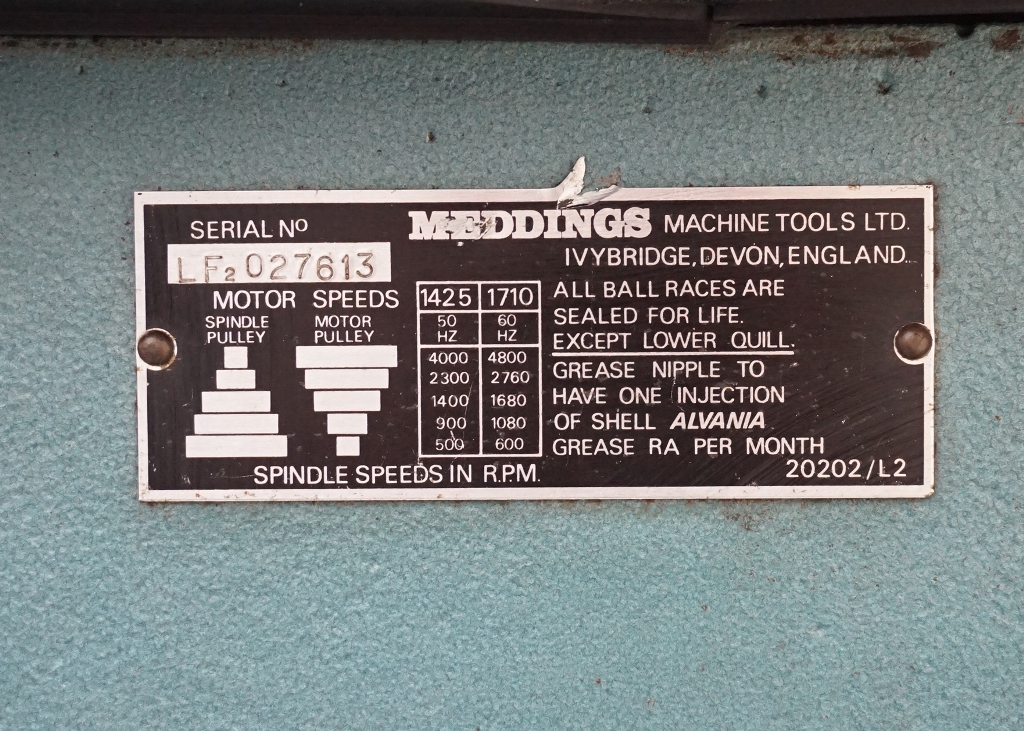 SERIAL Nº
LF₂ 027613
MEDDINGS MACHINE TOOLS LTD.
IVYBRIDGE, DEVON, ENGLAND.
MOTOR SPEEDS
SPINDLE PULLEY
MOTOR PULLEY
1425 1710
50 HZ 60 HZ
4000 4800
2300 2760
1400 1680
900 1080
500 600
SPINDLE SPEEDS IN R.P.M.
ALL BALL RACES ARE
SEALED FOR LIFE.
EXCEPT LOWER QUILL.
GREASE NIPPLE TO
HAVE ONE INJECTION
OF SHELL ALVANIA
GREASE RA PER MONTH
20202/L2